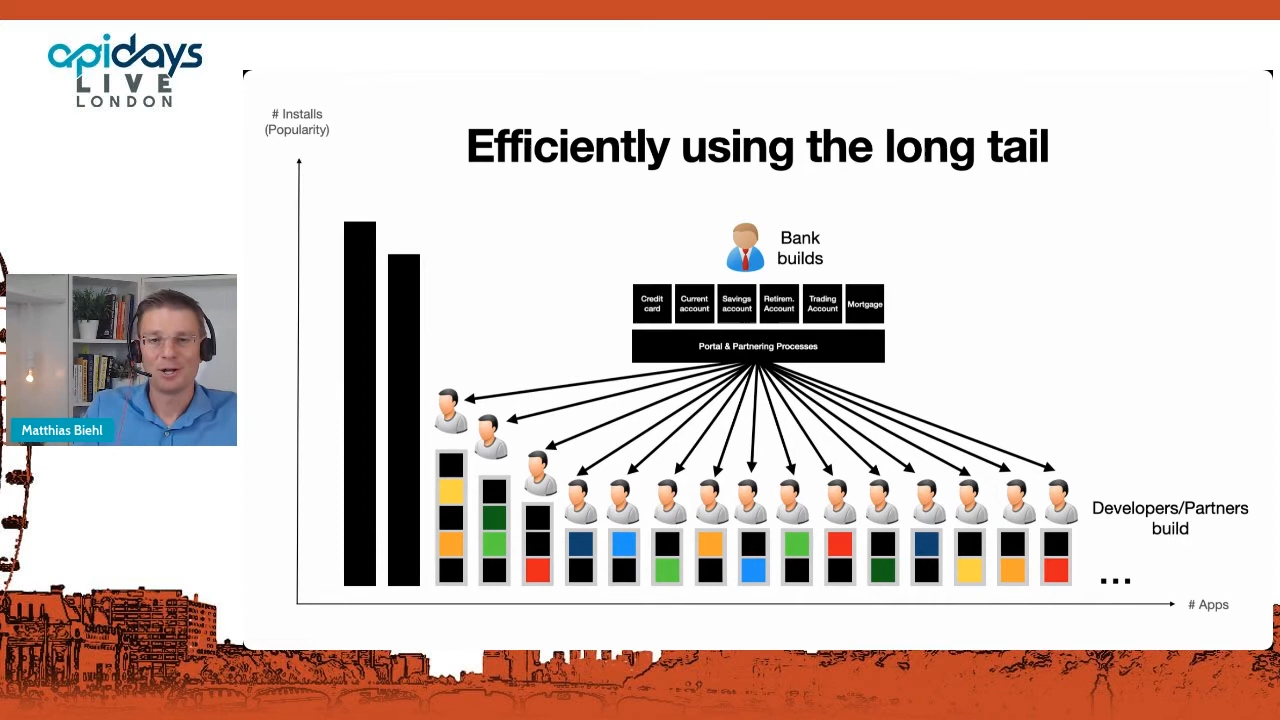 apidays
LIVE
LONDON
# Installs
(Popularity)
Efficiently using the long tail
Bank
builds
Credit
card
Current
account
Savings
account
Retirem.
Account
Trading
Account
Mortgage
Portal & Partnering Processes
Matthias Biehl
Developers/Partners
build
...
# Apps